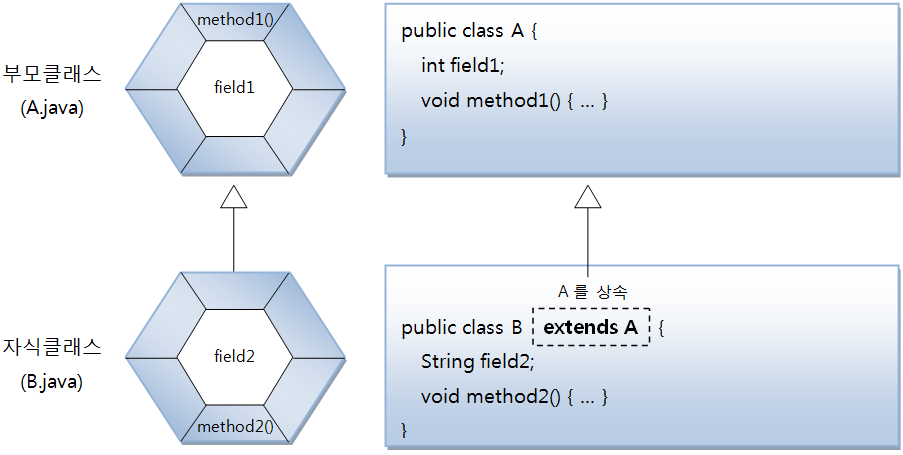 부모클래스
(A.java)
method1()
field1
public class A {
int field1;
void method1() { ... }
}
자식클래스
(B.java)
field2
method2()
A 를 상속
public class B extends A {
String field2;
void method2() { ... }
}